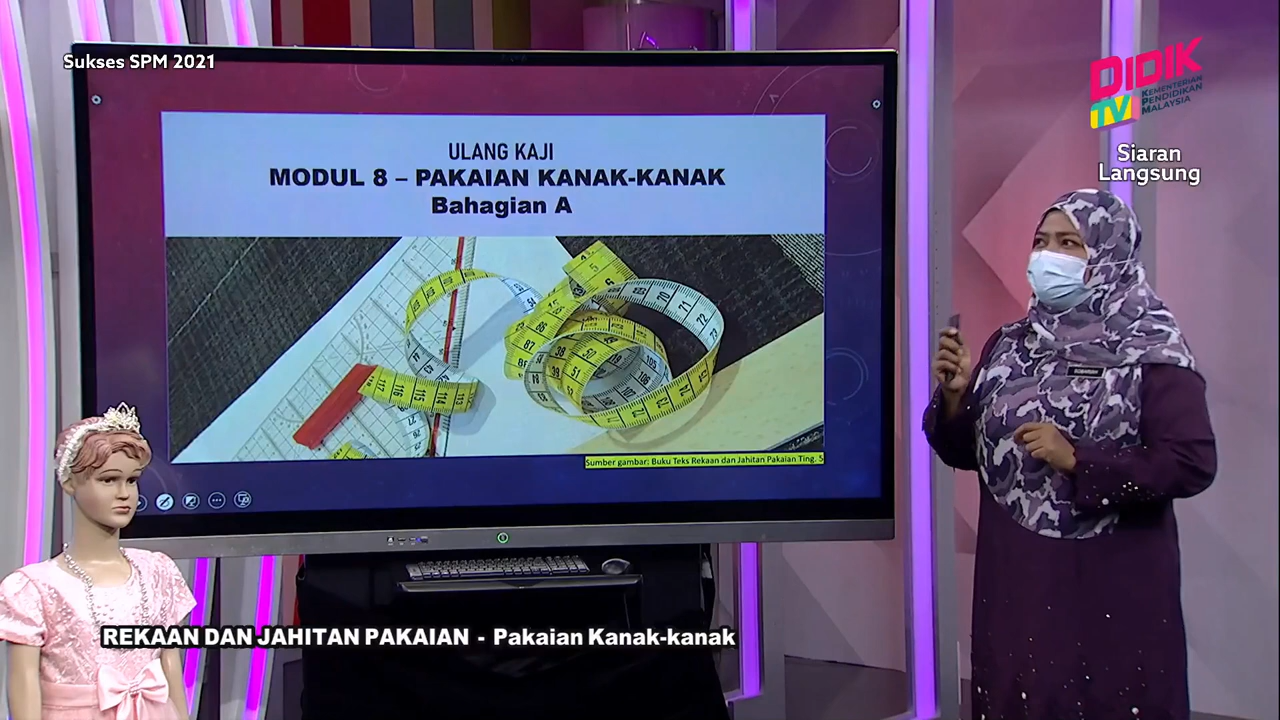 Sukses SPM 2021
DIDIK
TV
KEMENTERIAN
PENDIDIKAN
MALAYSIA
Siaran
Langsung
ULANG KAJI
MODUL 8 – PAKAIAN KANAK-KANAK
Bahagian A
Sumber gambar: Buku Teks Rekaan dan Jahitan Pakaian Ting. 5
REKAAN DAN JAHITAN PAKAIAN - Pakaian Kanak-kanak